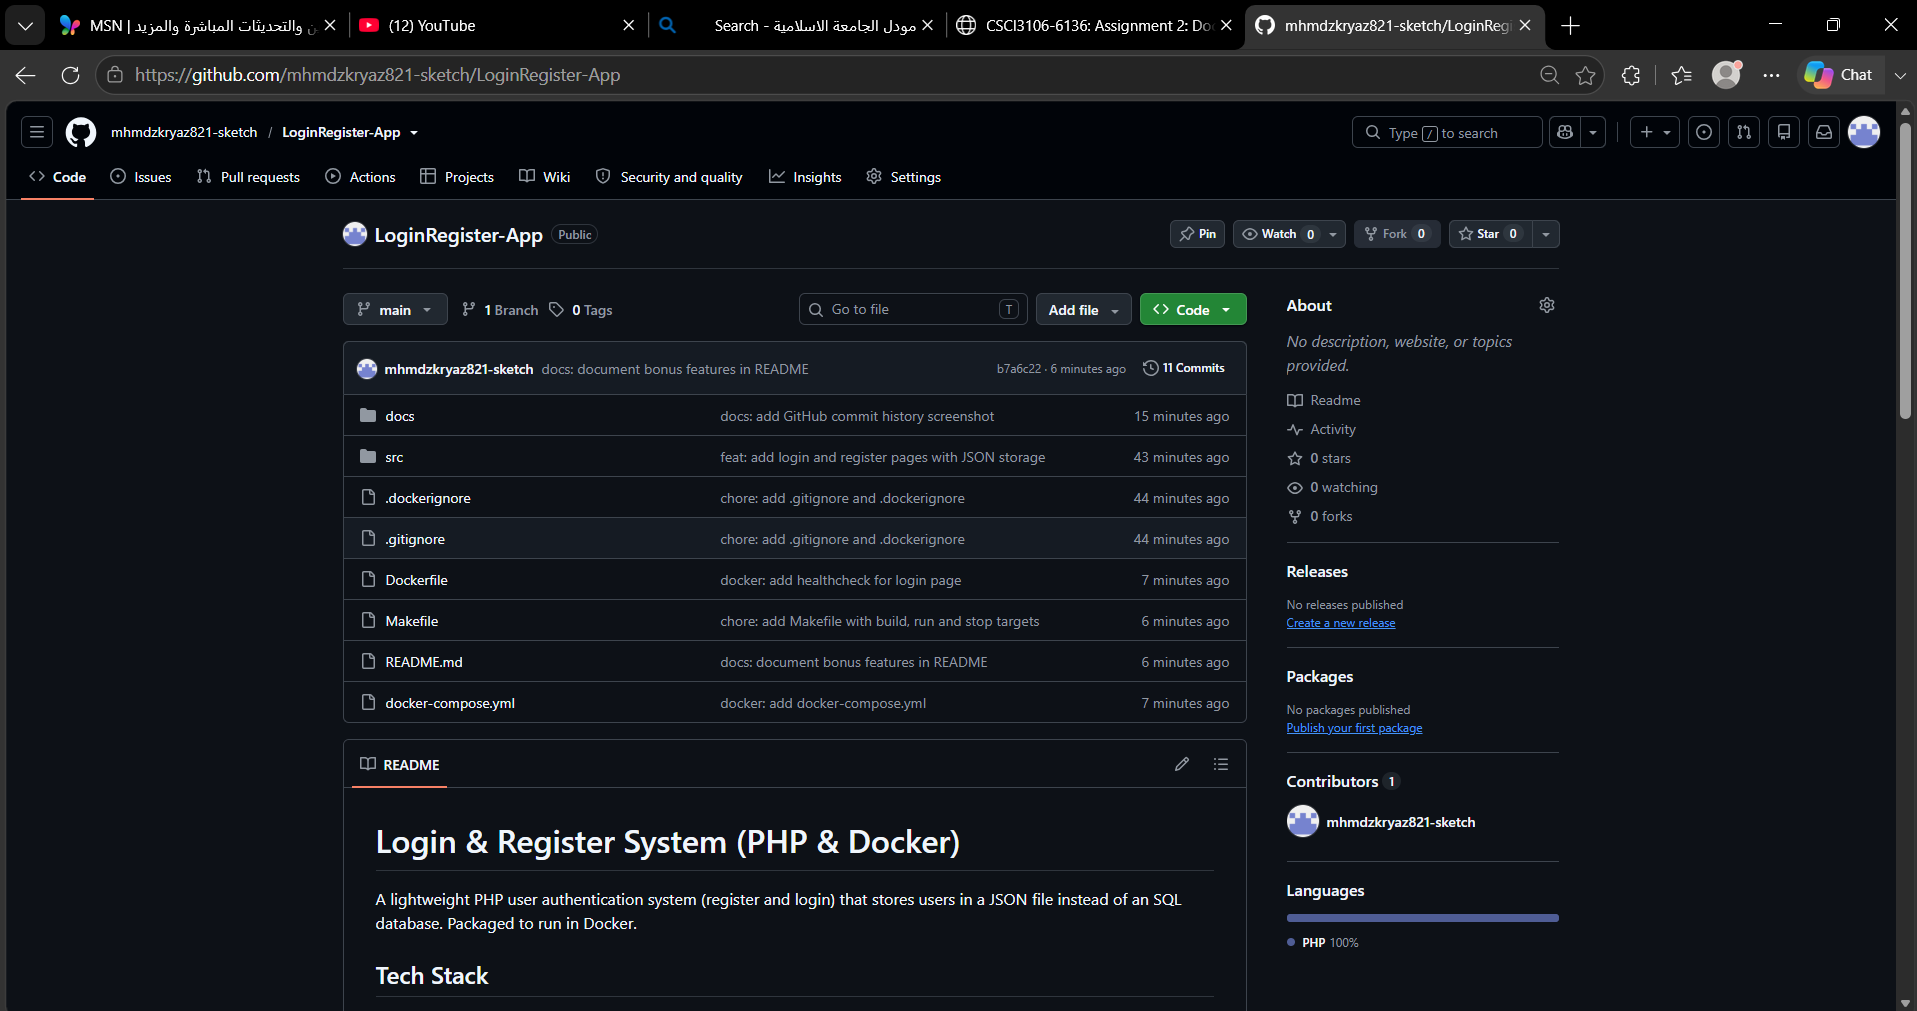 MSN | ين والتحديثات المباشرة والمزيد
(12) YouTube
Search - مودل الجامعة الاسلامية
CSCI3106-6136: Assignment 2: Do
mhmdzkryaz821-sketch/LoginRegi
https://github.com/mhmdzkryaz821-sketch/LoginRegister-App
Chat
mhmdzkryaz821-sketch / LoginRegister-App
Type / to search
Code
Issues
Pull requests
Actions
Projects
Wiki
Security and quality
Insights
Settings
LoginRegister-App
Public
Pin
Watch 0
Fork 0
Star 0
main
1 Branch
0 Tags
Go to file
T
Add file
Code
mhmdzkryaz821-sketch docs: document bonus features in README b7a6c22 · 6 minutes ago 11 Commits
docs docs: add GitHub commit history screenshot 15 minutes ago
src feat: add login and register pages with JSON storage 43 minutes ago
.dockerignore chore: add .gitignore and .dockerignore 44 minutes ago
.gitignore chore: add .gitignore and .dockerignore 44 minutes ago
Dockerfile docker: add healthcheck for login page 7 minutes ago
Makefile chore: add Makefile with build, run and stop targets 6 minutes ago
README.md docs: document bonus features in README 6 minutes ago
docker-compose.yml docker: add docker-compose.yml 7 minutes ago
README
Login & Register System (PHP & Docker)
A lightweight PHP user authentication system (register and login) that stores users in a JSON file instead of an SQL
database. Packaged to run in Docker.
Tech Stack
About
No description, website, or topics
provided.
Readme
Activity
0 stars
0 watching
0 forks
Releases
No releases published
Create a new release
Packages
No packages published
Publish your first package
Contributors 1
mhmdzkryaz821-sketch
Languages
PHP 100%